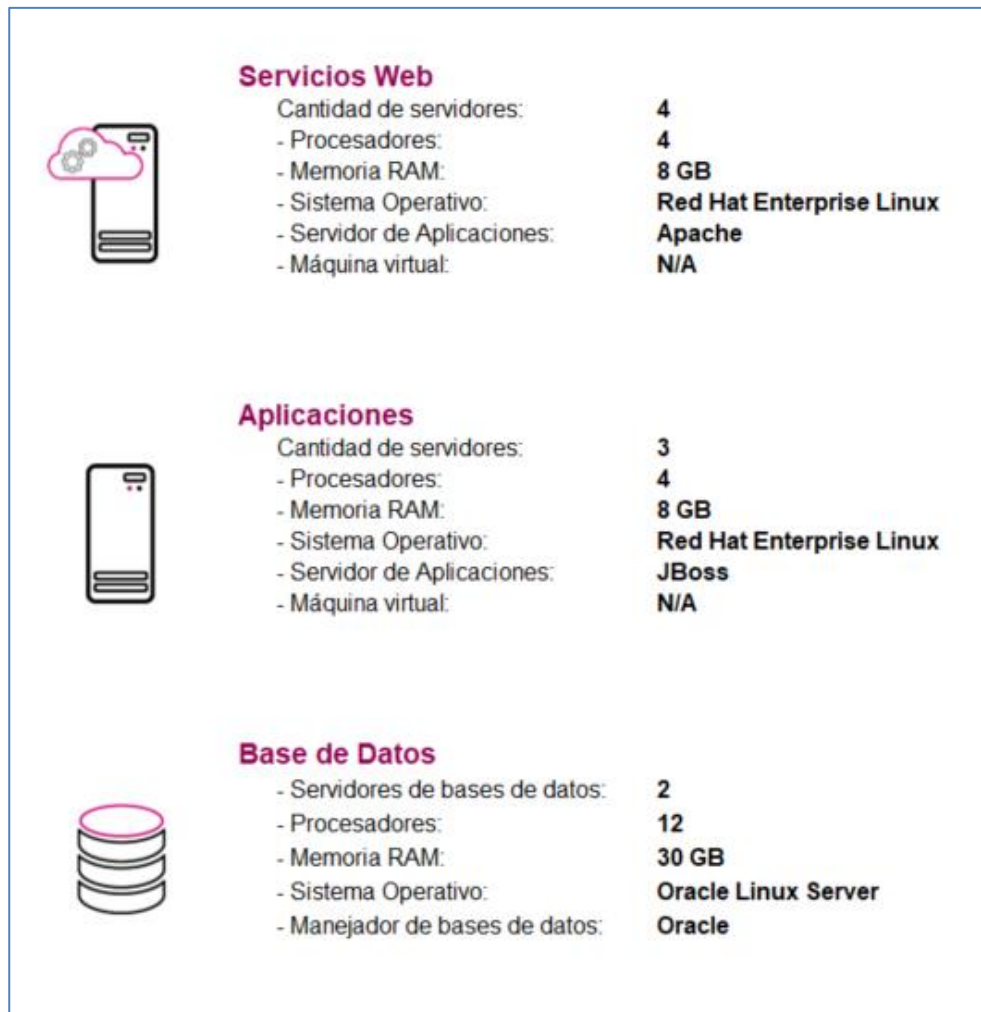 Servicios Web
Cantidad de servidores: 4
- Procesadores: 4
- Memoria RAM: 8 GB
- Sistema Operativo: Red Hat Enterprise Linux
- Servidor de Aplicaciones: Apache
- Máquina virtual: N/A
Aplicaciones
Cantidad de servidores: 3
- Procesadores: 4
- Memoria RAM: 8 GB
- Sistema Operativo: Red Hat Enterprise Linux
- Servidor de Aplicaciones: JBoss
- Máquina virtual: N/A
Base de Datos
- Servidores de bases de datos: 2
- Procesadores: 12
- Memoria RAM: 30 GB
- Sistema Operativo: Oracle Linux Server
- Manejador de bases de datos: Oracle